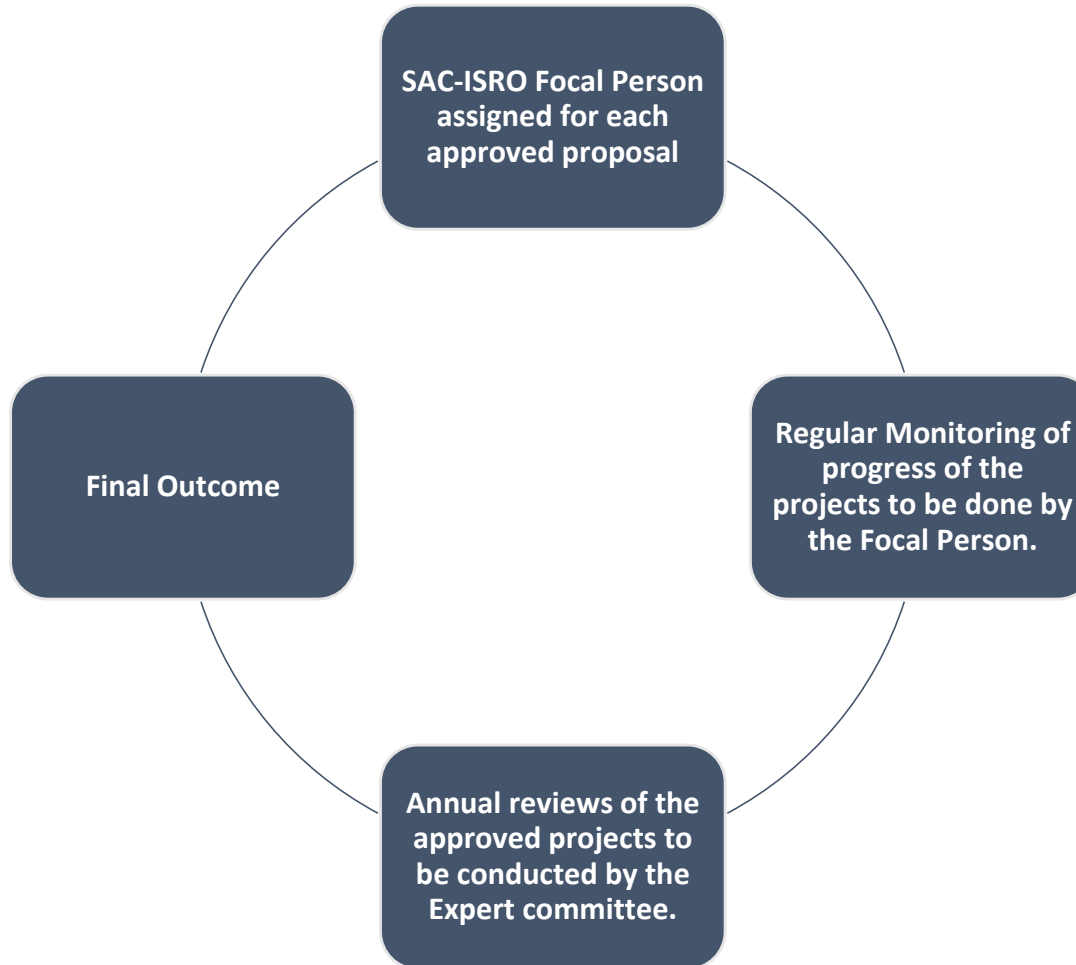 SAC-ISRO Focal Person
assigned for each
approved proposal
Regular Monitoring of
progress of the
projects to be done by
the Focal Person.
Annual reviews of the
approved projects to
be conducted by the
Expert committee.
Final Outcome